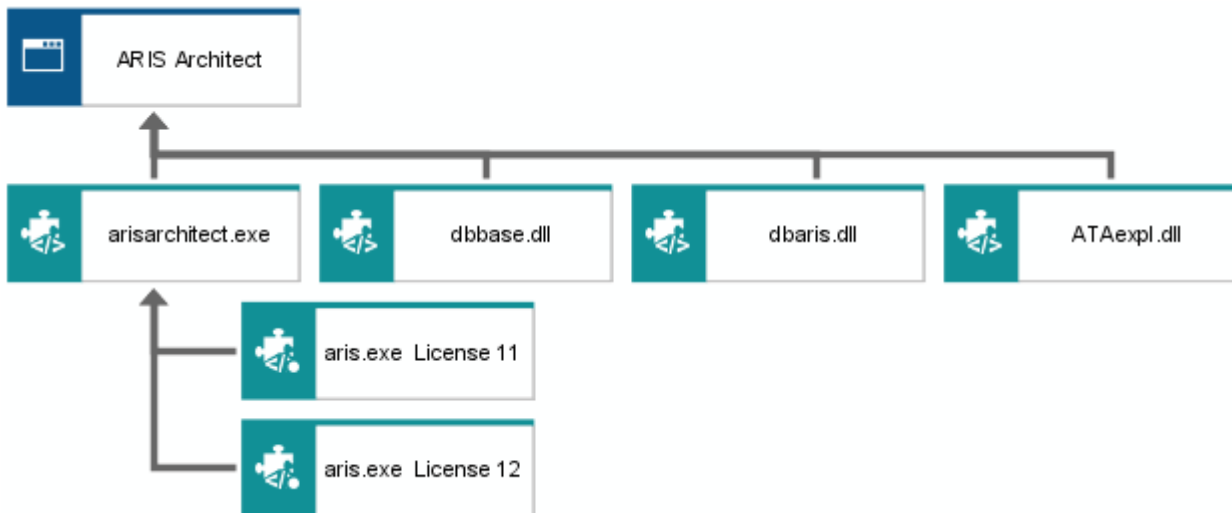 ARIS Architect
arisarchitect.exe
dbbase.dll
dbaris.dll
ATAexpl.dll
aris.exe License 11
aris.exe License 12